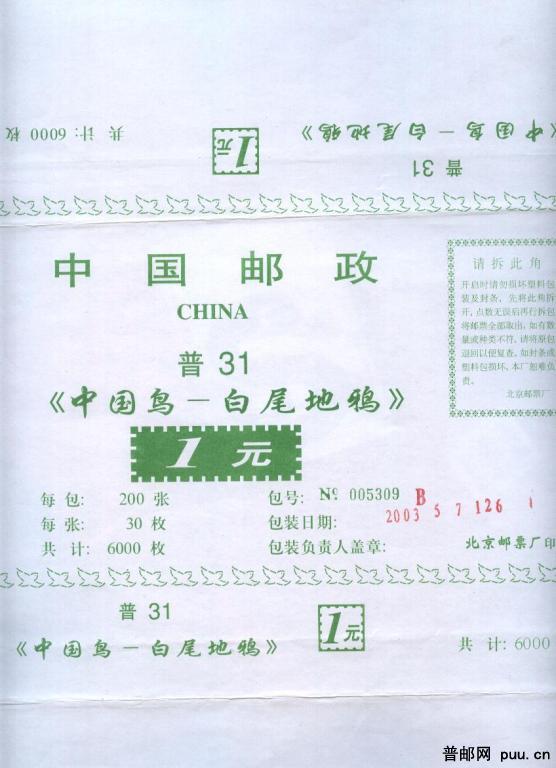 共 计: 6000 枚
1元
《中国鸟－白尾地鸦》
普 31
中国邮政
CHINA
普 31
《中国鸟－白尾地鸦》
1 元
每 包: 200 张
每 张: 30 枚
共 计: 6000 枚
包号: Nº 005309 B
包装日期: 2003 5 7 126 1
包装负责人盖章:
北京邮票厂印
请拆此角
开启时请勿损坏塑料包
装及封条, 先将此角拆
开, 点数无误后再行拆包
将邮票全部取出, 如有数
量或种类不符, 请将原包
退回以便复查。如封条或
塑料包损坏, 本厂恕难负
责。
北京邮票厂
普 31
《中国鸟－白尾地鸦》
1元
共 计: 6000
普邮网 puu.cn